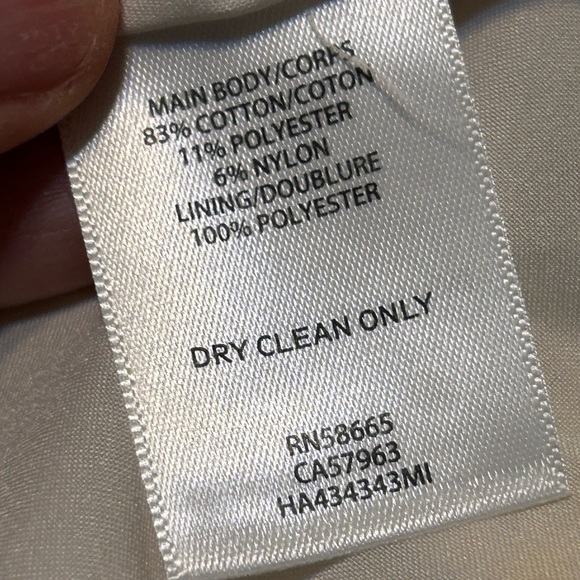 MAIN BODY/CORPS
83% COTTON/COTON
11% POLYESTER
6% NYLON
LINING/DOUBLURE
100% POLYESTER
DRY CLEAN ONLY
RN58665
CA57963
HA434343MI